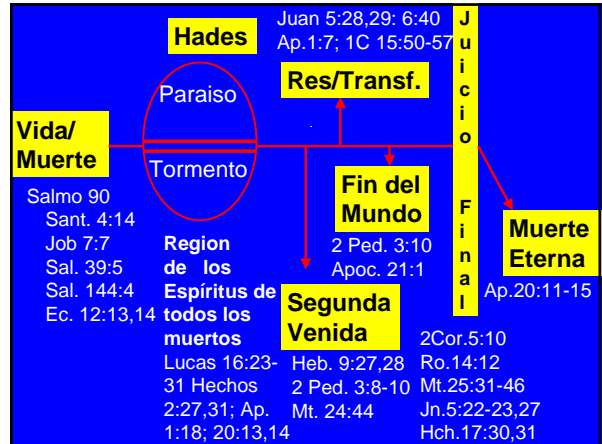 Hades
Juan 5:28,29: 6:40
Ap.1:7; 1C 15:50-57
Res/Transf.
Paraiso
Tormento
Vida/
Muerte
Salmo 90
Sant. 4:14
Job 7:7
Sal. 39:5
Sal. 144:4
Ec. 12:13,14
Region
de los
Espíritus de
todos los
muertos
Lucas 16:23-
31 Hechos
2:27,31; Ap.
1:18; 20:13,14
Segunda
Venida
Heb. 9:27,28
2 Ped. 3:8-10
Mt. 24:44
Fin del
Mundo
2 Ped. 3:10
Apoc. 21:1
Juicio Final
2Cor.5:10
Ro.14:12
Mt.25:31-46
Jn.5:22-23,27
Hch.17:30,31
Muerte
Eterna
Ap.20:11-15